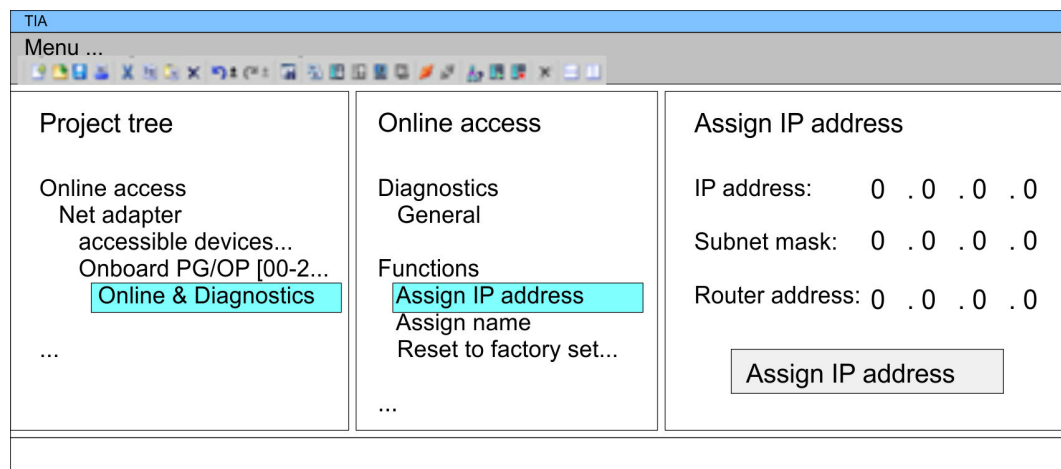 TIA
Menu ...
Project tree
Online access
Net adapter
accessible devices...
Onboard PG/OP [00-2...
Online & Diagnostics
...
Online access
Diagnostics
General
Functions
Assign IP address
Assign name
Reset to factory set...
...
Assign IP address
IP address: 0 . 0 . 0 . 0
Subnet mask: 0 . 0 . 0 . 0
Router address: 0 . 0 . 0 . 0
Assign IP address